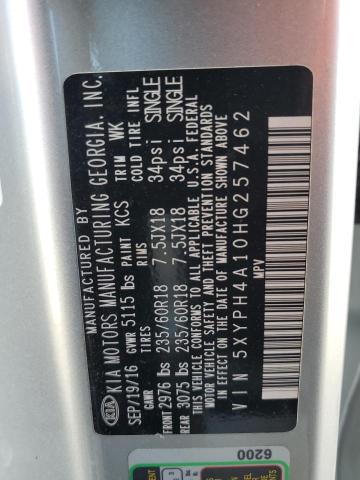 MANUFACTURED BY
KIA KIA MOTORS MANUFACTURING GEORGIA, INC.
SEP/19/16 GVWR 5115 lbs PAINT KCS TRIM WK
GAWR TIRES RIMS COLD TIRE INFL
FRONT 2976 lbs 235/60R18 7.5JX18 34psi SINGLE
REAR 3075 lbs 235/60R18 7.5JX18 34psi SINGLE
THIS VEHICLE CONFORMS TO ALL APPLICABLE U.S.A. FEDERAL
MOTOR VEHICLE SAFETY AND THEFT PREVENTION STANDARDS
IN EFFECT ON THE DATE OF MANUFACTURE SHOWN ABOVE
VIN 5XYPH4A10HG257462
MPV
6200